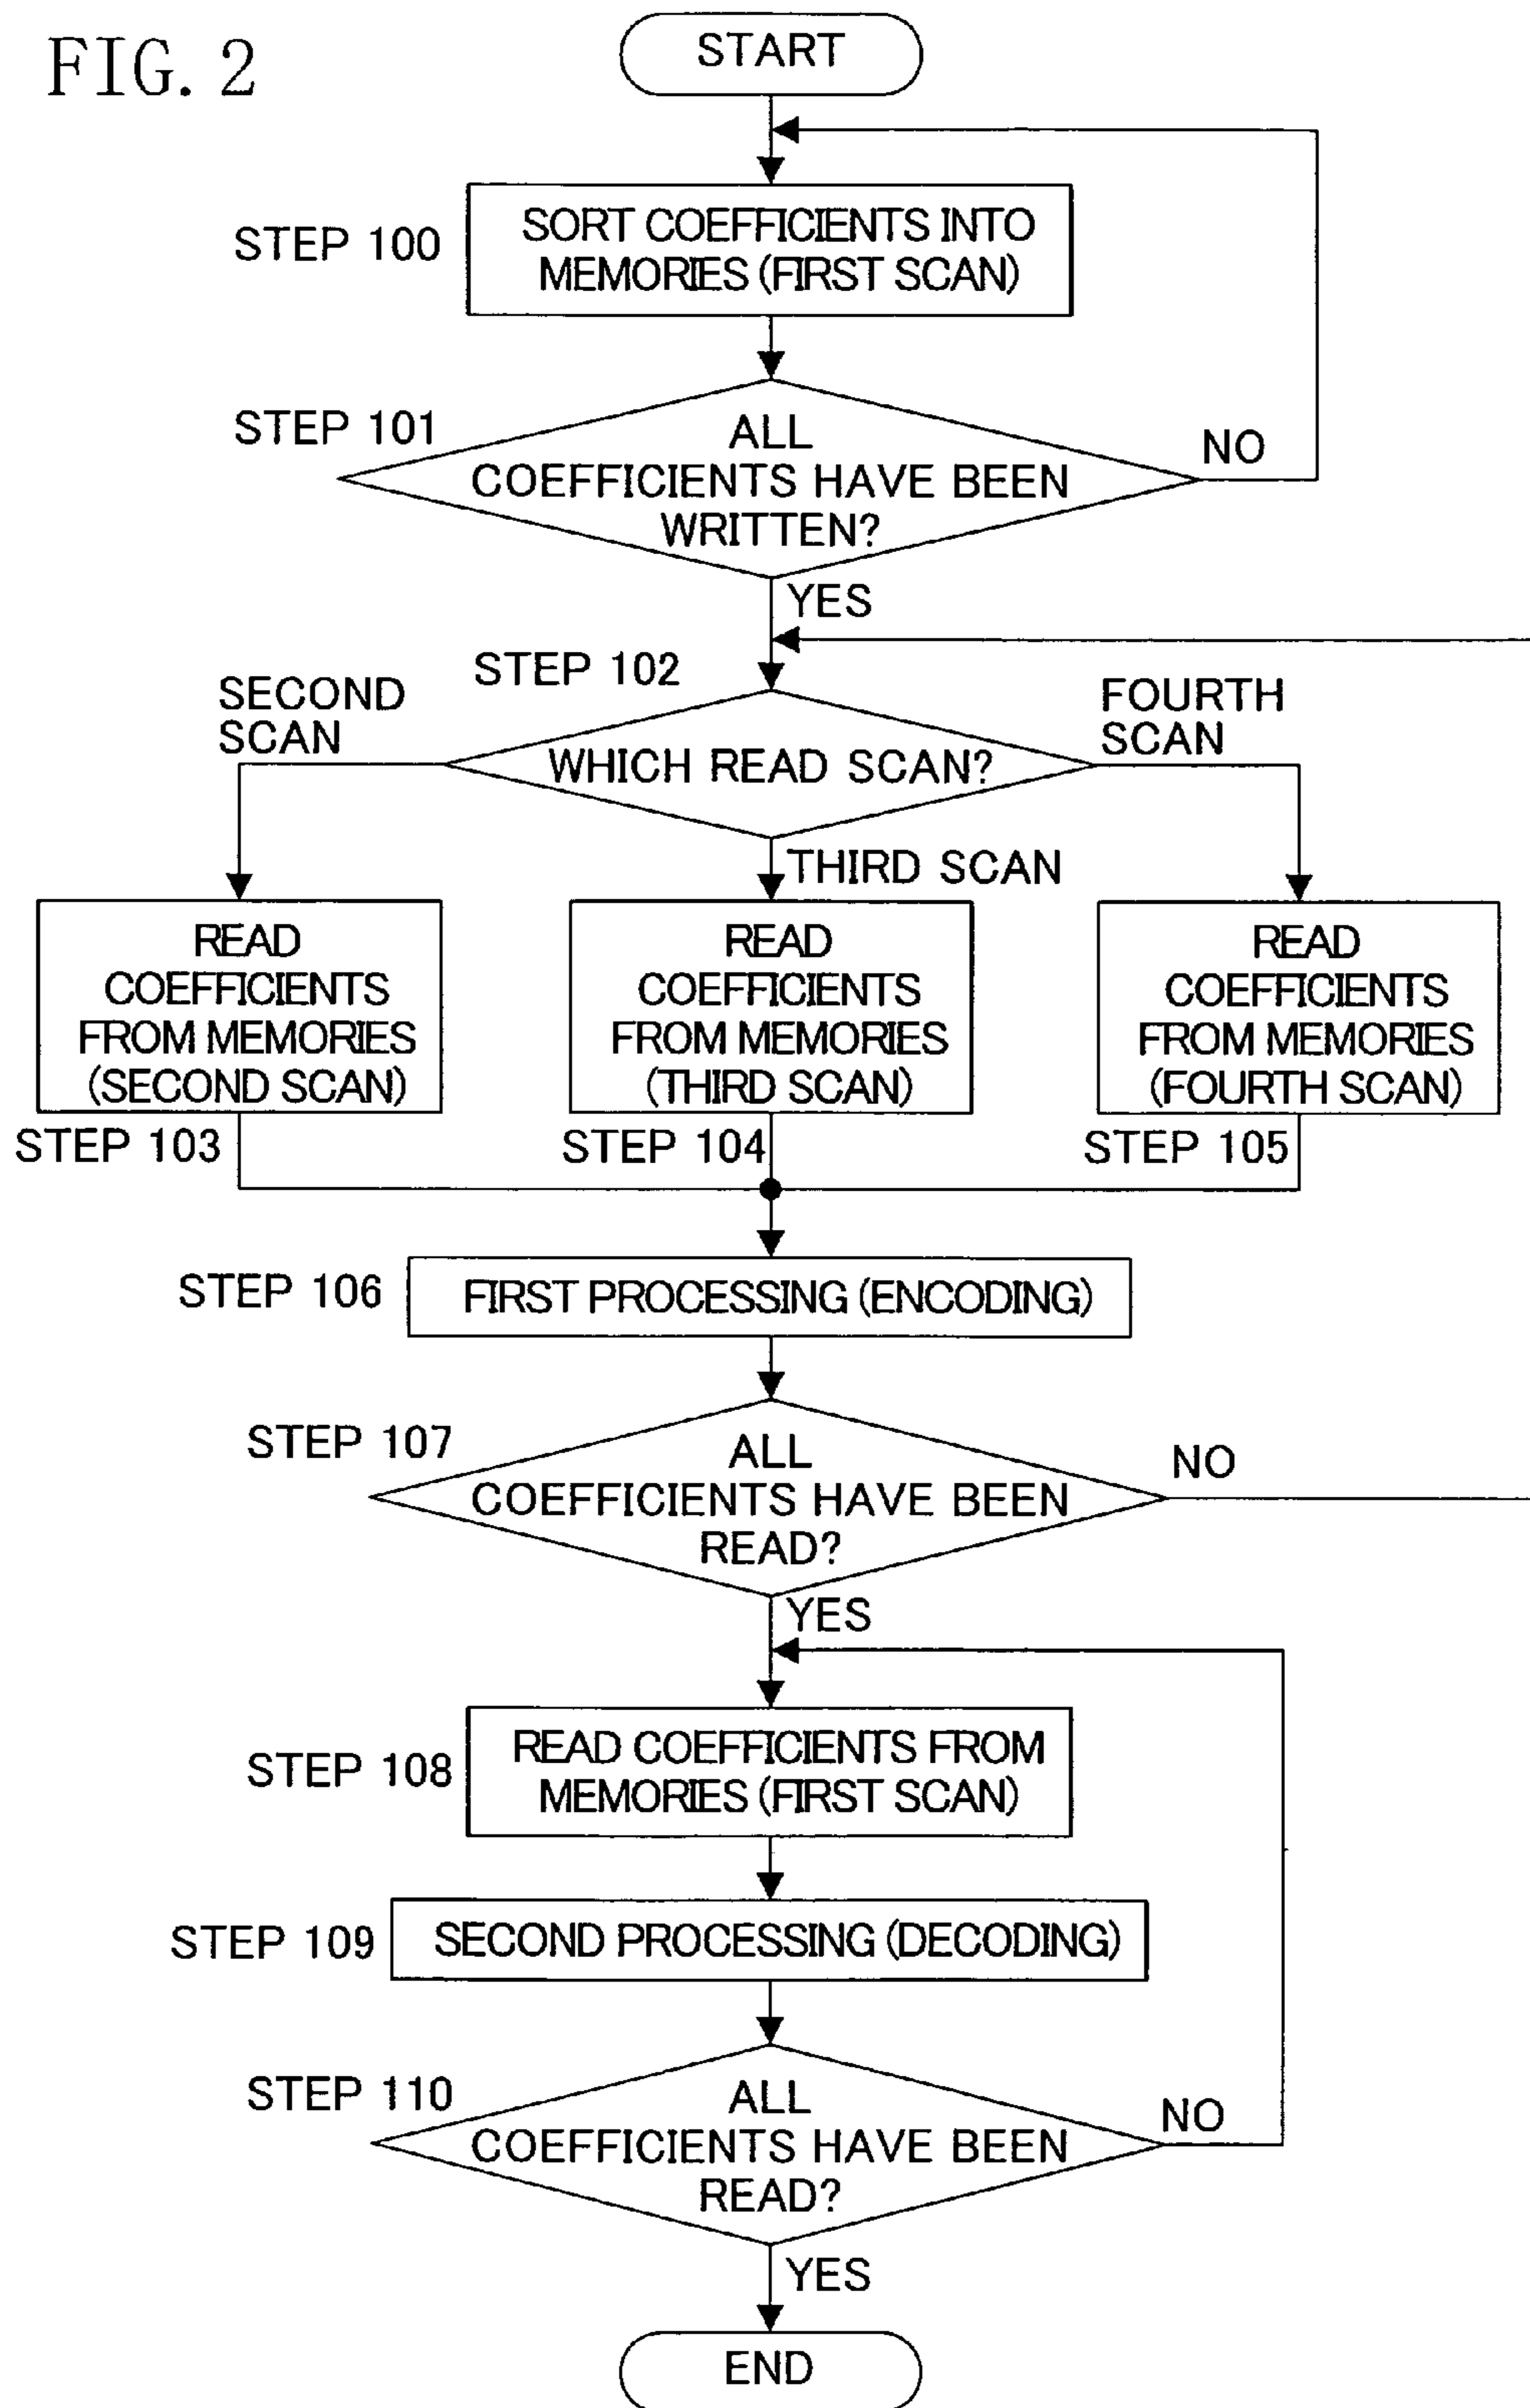 FIG. 2
START
STEP 100
SORT COEFFICIENTS INTO
MEMORIES (FIRST SCAN)
STEP 101
ALL
COEFFICIENTS HAVE BEEN
WRITTEN?
NO
YES
STEP 102
SECOND
SCAN
WHICH READ SCAN?
FOURTH
SCAN
THIRD SCAN
READ
COEFFICIENTS
FROM MEMORIES
(SECOND SCAN)
STEP 103
READ
COEFFICIENTS
FROM MEMORIES
(THIRD SCAN)
STEP 104
READ
COEFFICIENTS
FROM MEMORIES
(FOURTH SCAN)
STEP 105
STEP 106
FIRST PROCESSING (ENCODING)
STEP 107
ALL
COEFFICIENTS HAVE BEEN
READ?
NO
YES
STEP 108
READ COEFFICIENTS FROM
MEMORIES (FIRST SCAN)
STEP 109
SECOND PROCESSING (DECODING)
STEP 110
ALL
COEFFICIENTS HAVE BEEN
READ?
NO
YES
END